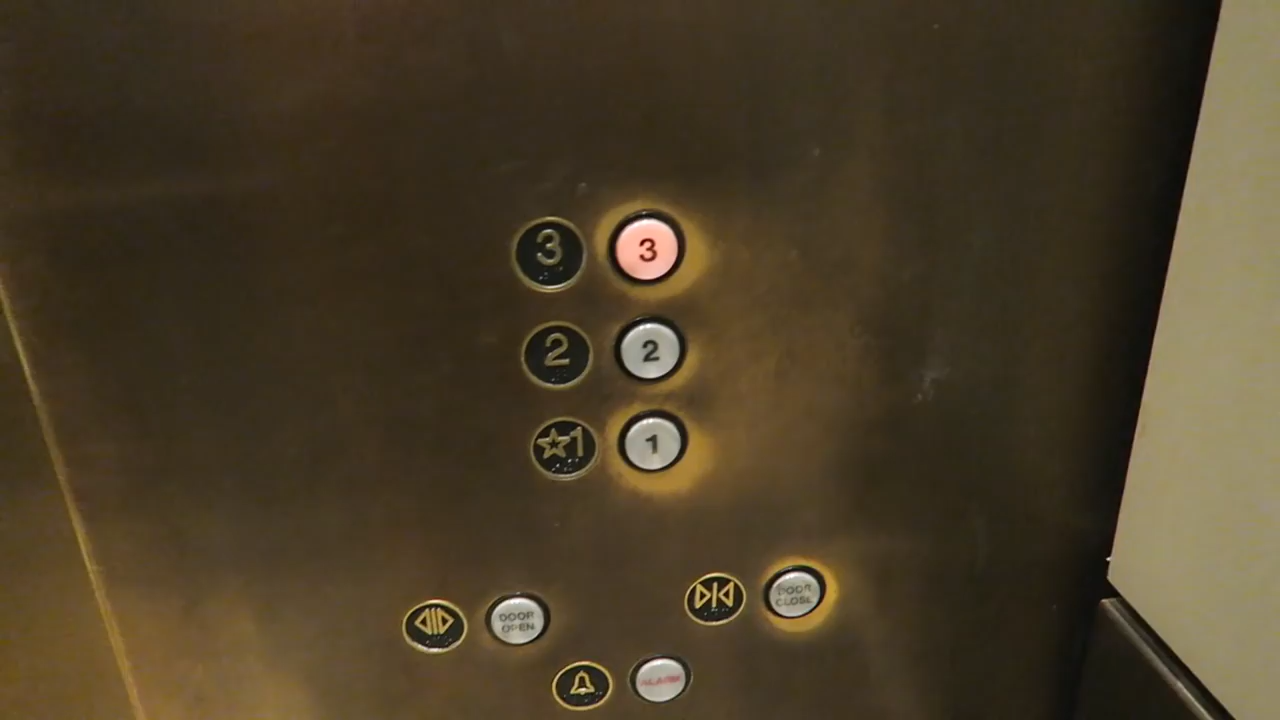 3 3
2 2
☆1 1
DOOR OPEN
DOOR CLOSE
ALARM